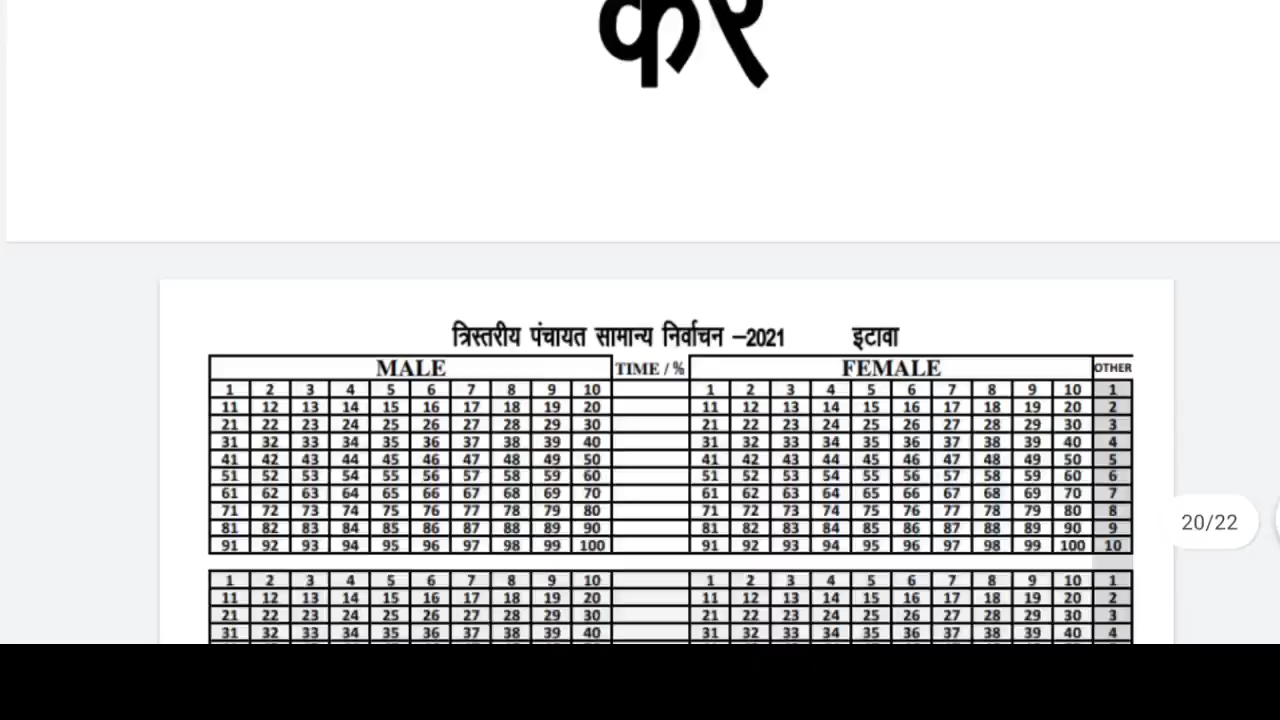 करे
त्रिस्तरीय पंचायत सामान्य निर्वाचन –2021 इटावा
MALE TIME / % FEMALE OTHER
1 2 3 4 5 6 7 8 9 10 1 2 3 4 5 6 7 8 9 10 1
11 12 13 14 15 16 17 18 19 20 11 12 13 14 15 16 17 18 19 20 2
21 22 23 24 25 26 27 28 29 30 21 22 23 24 25 26 27 28 29 30 3
31 32 33 34 35 36 37 38 39 40 31 32 33 34 35 36 37 38 39 40 4
41 42 43 44 45 46 47 48 49 50 41 42 43 44 45 46 47 48 49 50 5
51 52 53 54 55 56 57 58 59 60 51 52 53 54 55 56 57 58 59 60 6
61 62 63 64 65 66 67 68 69 70 61 62 63 64 65 66 67 68 69 70 7
71 72 73 74 75 76 77 78 79 80 71 72 73 74 75 76 77 78 79 80 8
81 82 83 84 85 86 87 88 89 90 81 82 83 84 85 86 87 88 89 90 9
91 92 93 94 95 96 97 98 99 100 91 92 93 94 95 96 97 98 99 100 10
20/22
1 2 3 4 5 6 7 8 9 10 1 2 3 4 5 6 7 8 9 10 1
11 12 13 14 15 16 17 18 19 20 11 12 13 14 15 16 17 18 19 20 2
21 22 23 24 25 26 27 28 29 30 21 22 23 24 25 26 27 28 29 30 3
31 32 33 34 35 36 37 38 39 40 31 32 33 34 35 36 37 38 39 40 4